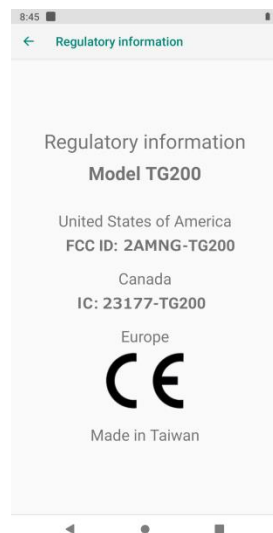 8:45
Regulatory information
Regulatory information
Model TG200
United States of America
FCC ID: 2AMNG-TG200
Canada
IC: 23177-TG200
Europe
CE
Made in Taiwan